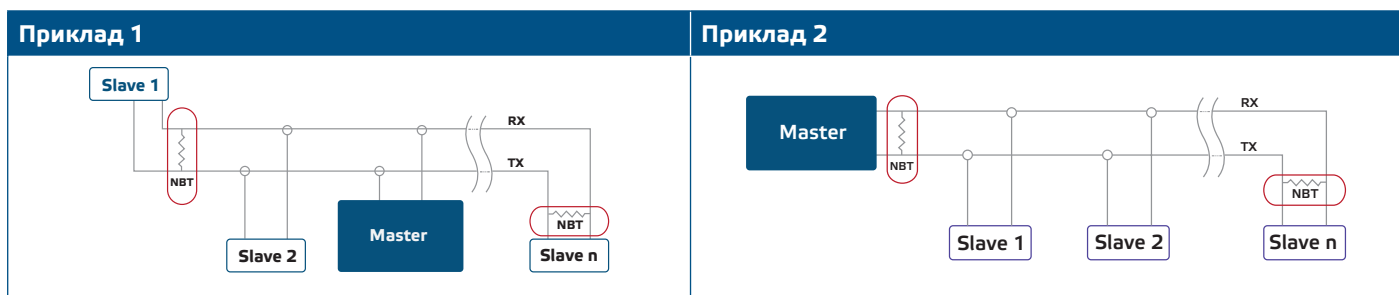 Приклад 1
Slave 1
RX
TX
NBT
NBT
Master
Slave 2
Slave n
Приклад 2
Master
RX
TX
NBT
NBT
Slave 1
Slave 2
Slave n